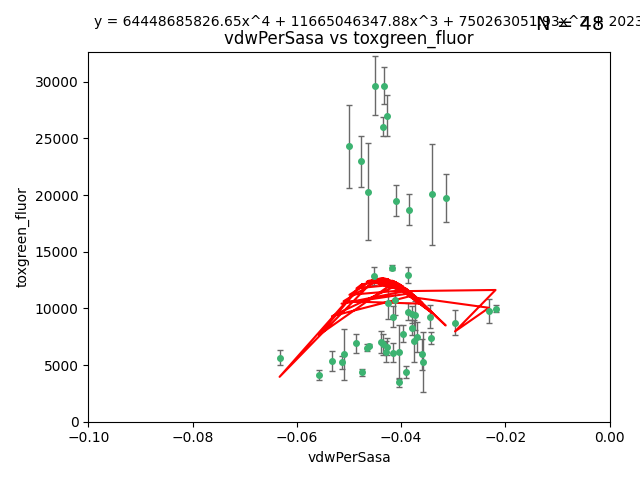 y = 64448685826.65x^4 + 11665046347.88x^3 + 750263051
N = 48
vdwPerSasa vs toxgreen_fluor
30000
25000
20000
15000
10000
5000
0
toxgreen_fluor
−0.10
−0.08
−0.06
−0.04
−0.02
0.00
vdwPerSasa